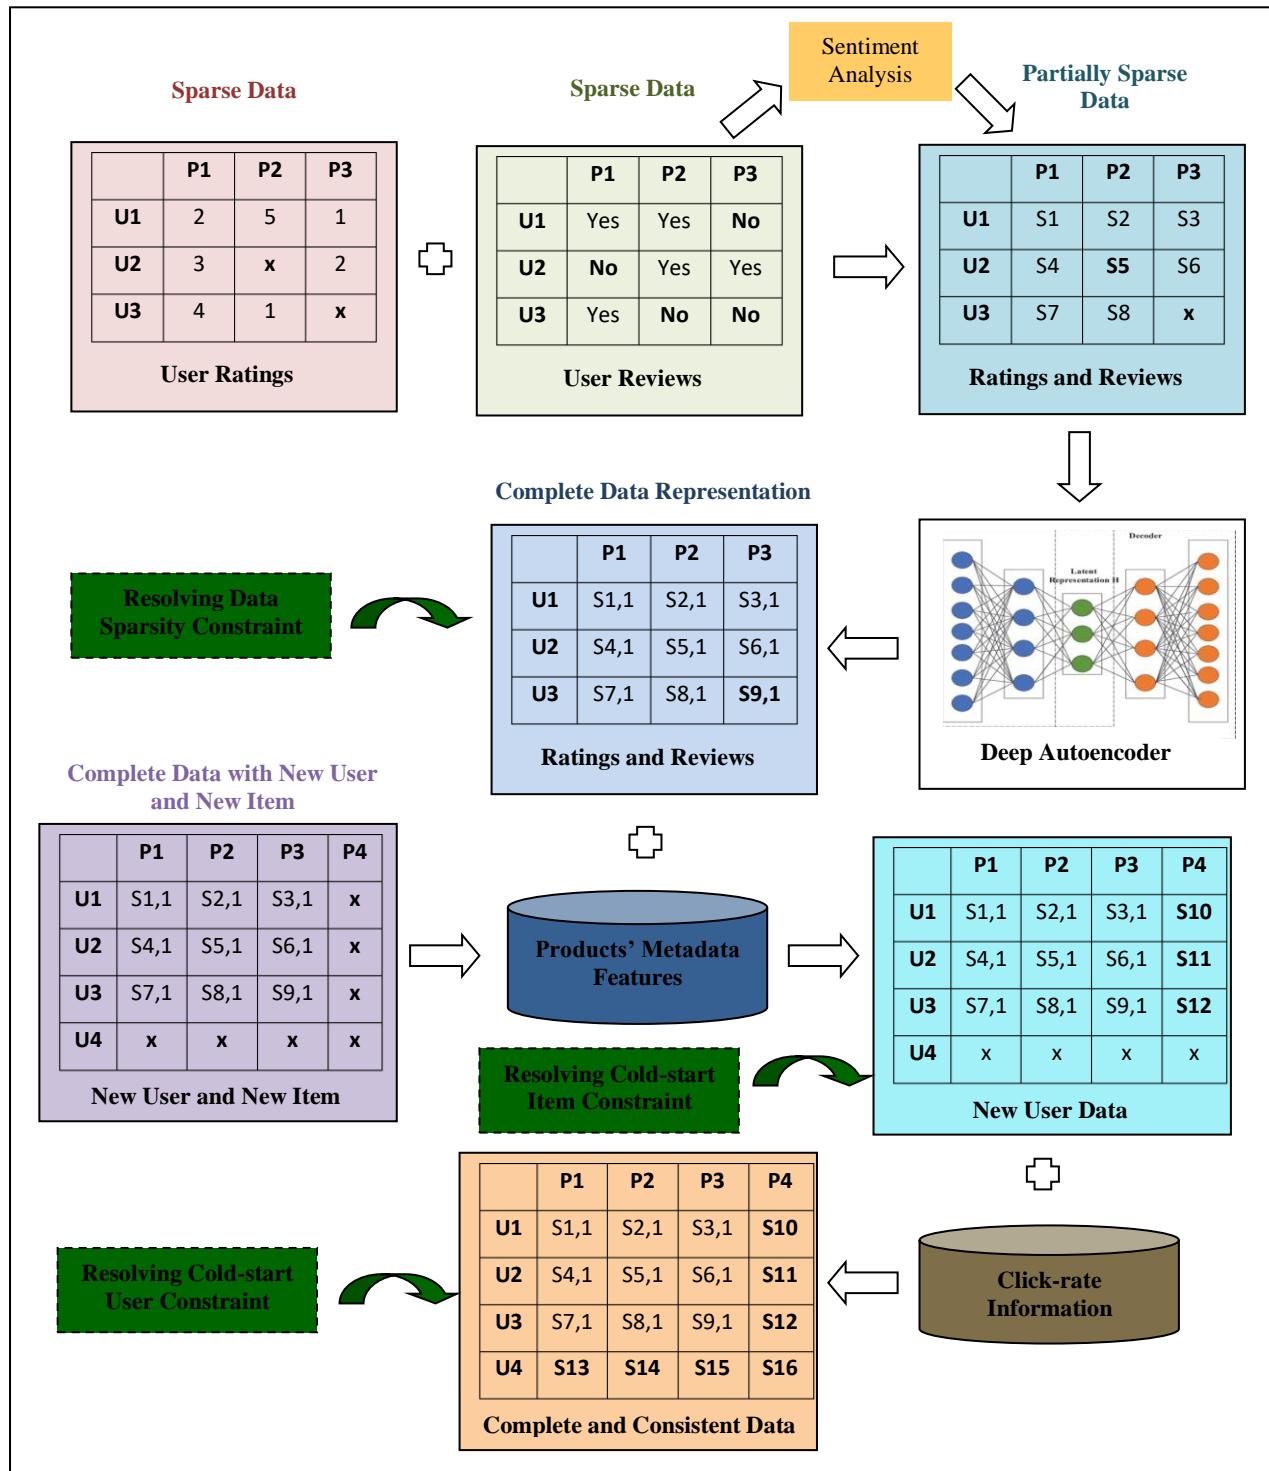 Sentiment
Analysis
Sparse Data
Sparse Data
Partially Sparse
Data
P1 P2 P3
U1 2 5 1
U2 3 x 2
U3 4 1 x
User Ratings
P1 P2 P3
U1 Yes Yes No
U2 No Yes Yes
U3 Yes No No
User Reviews
P1 P2 P3
U1 S1 S2 S3
U2 S4 S5 S6
U3 S7 S8 x
Ratings and Reviews
Complete Data Representation
Resolving Data
Sparsity Constraint
P1 P2 P3
U1 S1,1 S2,1 S3,1
U2 S4,1 S5,1 S6,1
U3 S7,1 S8,1 S9,1
Ratings and Reviews
Decoder
Latent
Representation H
Deep Autoencoder
Complete Data with New User
and New Item
P1 P2 P3 P4
U1 S1,1 S2,1 S3,1 x
U2 S4,1 S5,1 S6,1 x
U3 S7,1 S8,1 S9,1 x
U4 x x x x
New User and New Item
Products’ Metadata
Features
P1 P2 P3 P4
U1 S1,1 S2,1 S3,1 S10
U2 S4,1 S5,1 S6,1 S11
U3 S7,1 S8,1 S9,1 S12
U4 x x x x
New User Data
Resolving Cold-start
Item Constraint
P1 P2 P3 P4
U1 S1,1 S2,1 S3,1 S10
U2 S4,1 S5,1 S6,1 S11
U3 S7,1 S8,1 S9,1 S12
U4 S13 S14 S15 S16
Complete and Consistent Data
Resolving Cold-start
User Constraint
Click-rate
Information